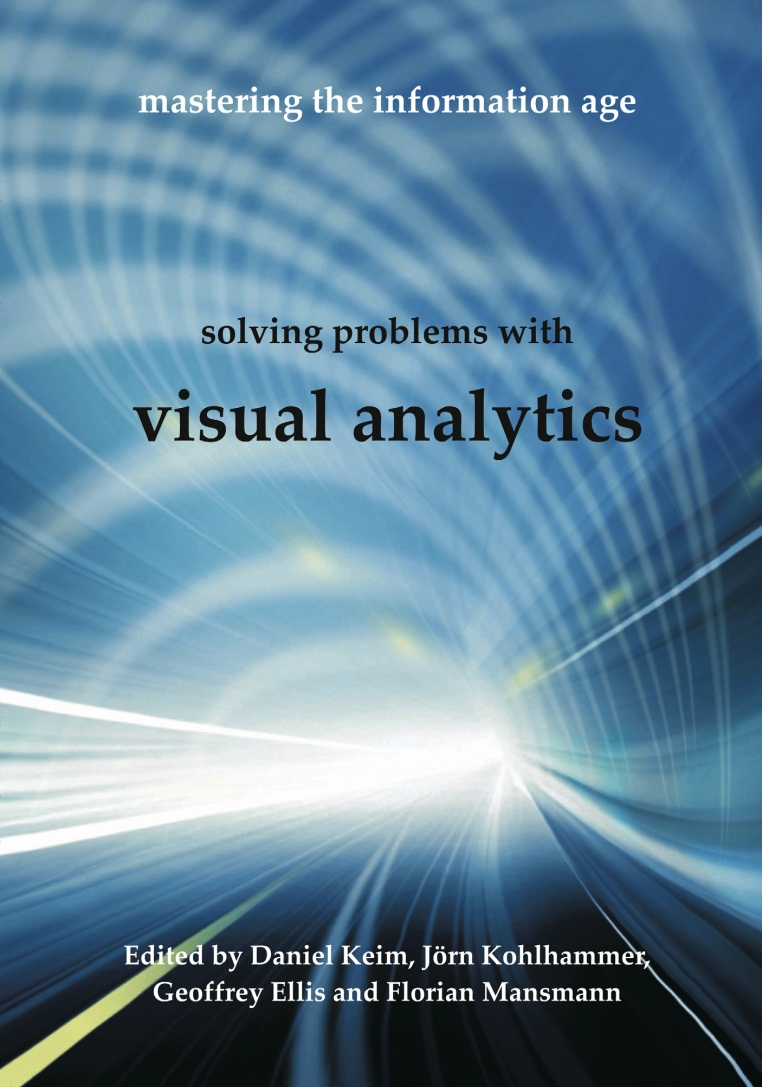 mastering the information age
solving problems with
visual analytics
Edited by Daniel Keim, Jörn Kohlhammer,
Geoffrey Ellis and Florian Mansmann